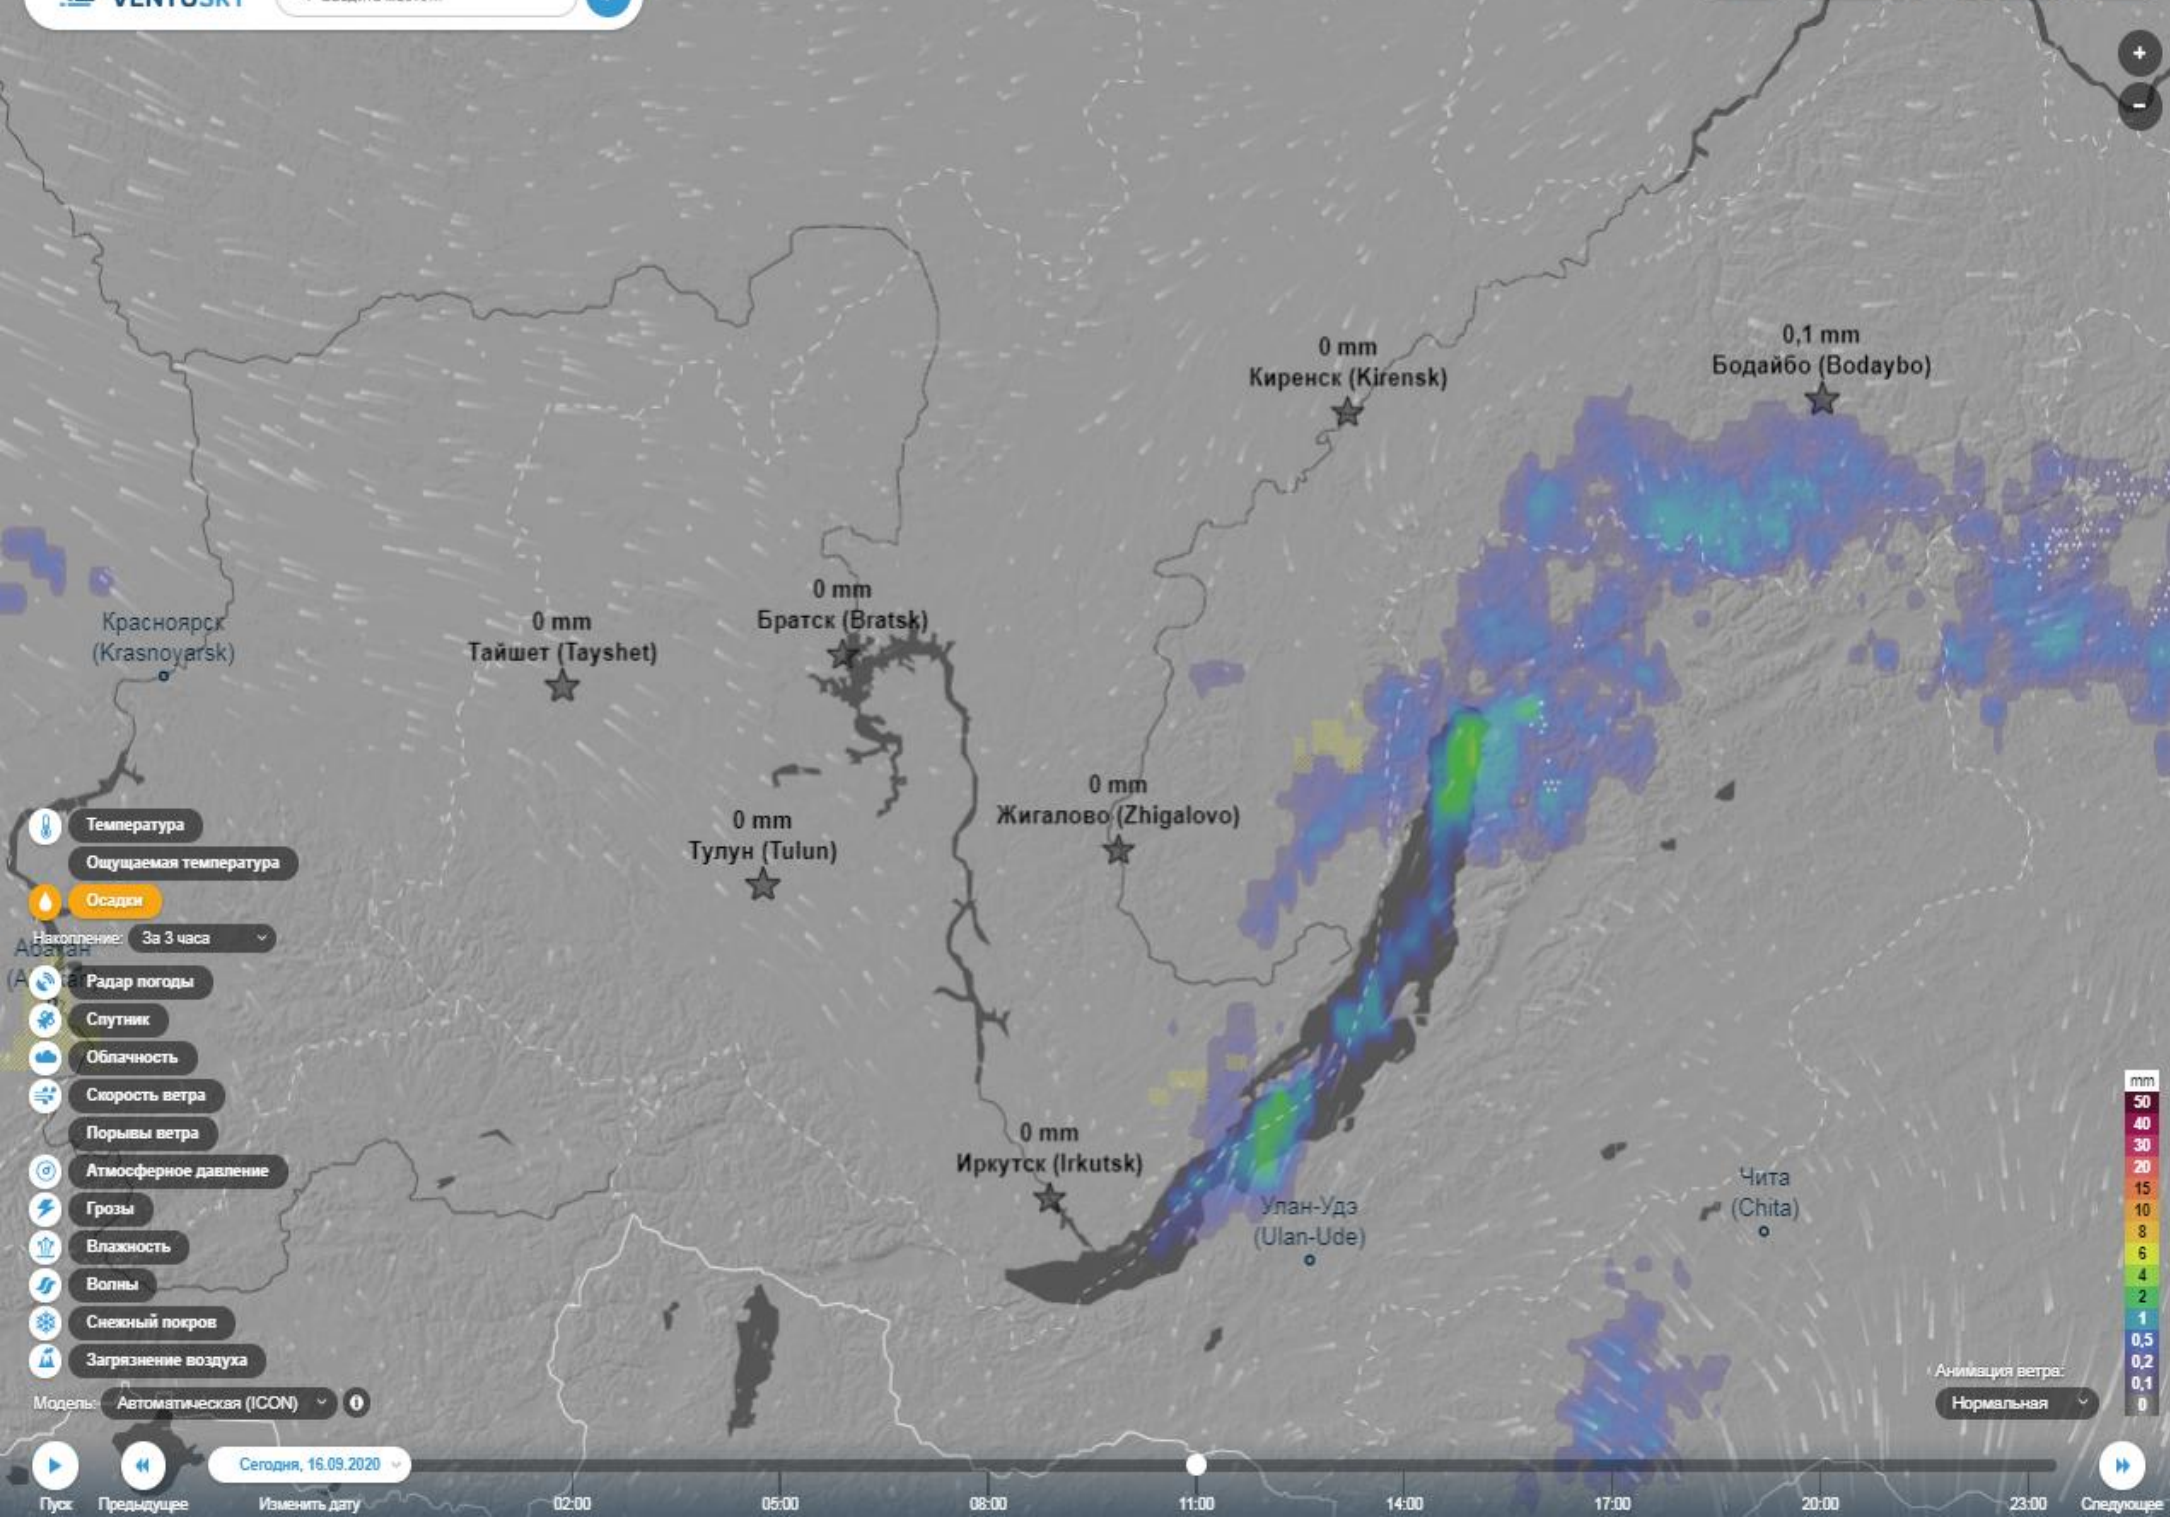 VENTUSKY
+
−
0 mm
Киренск (Kirensk)
0,1 mm
Бодайбо (Bodaybo)
0 mm
Братск (Bratsk)
Красноярск
(Krasnoyarsk)
0 mm
Тайшет (Tayshet)
0 mm
Жигалово (Zhigalovo)
0 mm
Тулун (Tulun)
Температура
Ощущаемая температура
Осадки
Накопление: За 3 часа
Абакан
Радар погоды
Спутник
Облачность
Скорость ветра
Порывы ветра
Атмосферное давление
Грозы
Влажность
Волны
Снежный покров
Загрязнение воздуха
Модель: Автоматическая (ICON)
0 mm
Иркутск (Irkutsk)
Улан-Удэ
(Ulan-Ude)
Чита
(Chita)
mm
50
40
30
20
15
10
8
6
4
2
1
0,5
0,2
0,1
0
Анимация ветра:
Нормальная
Сегодня, 16.09.2020
Пуск Предыдущее Изменить дату 02:00 05:00 08:00 11:00 14:00 17:00 20:00 23:00 Следующее